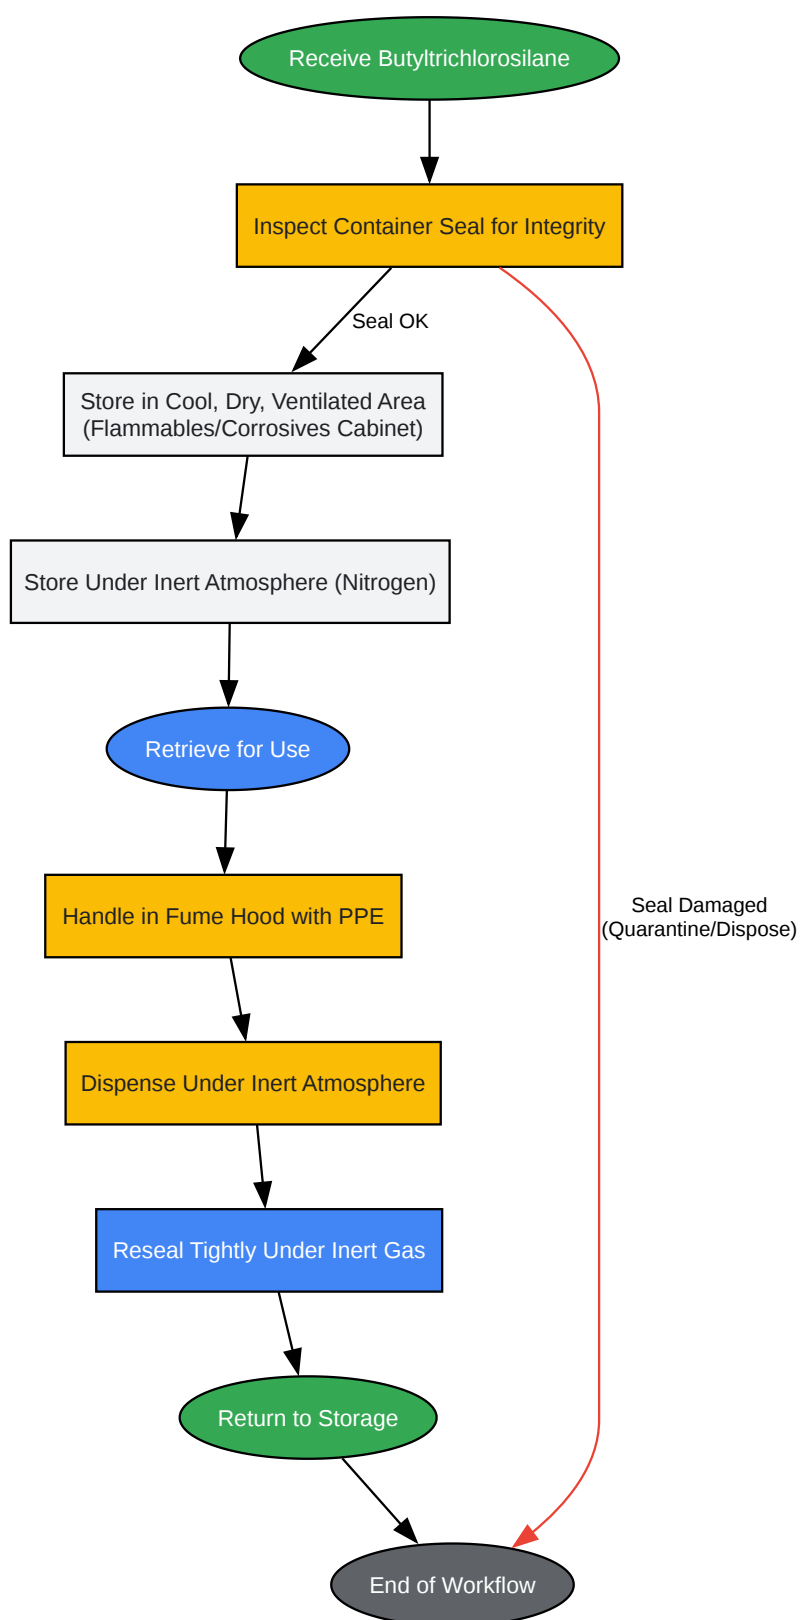 Receive Butyltrichlorosilane
Inspect Container Seal for Integrity
Seal OK
Store in Cool, Dry, Ventilated Area
(Flammables/Corrosives Cabinet)
Store Under Inert Atmosphere (Nitrogen)
Retrieve for Use
Handle in Fume Hood with PPE
Seal Damaged
(Quarantine/Dispose)
Dispense Under Inert Atmosphere
Reseal Tightly Under Inert Gas
Return to Storage
End of Workflow